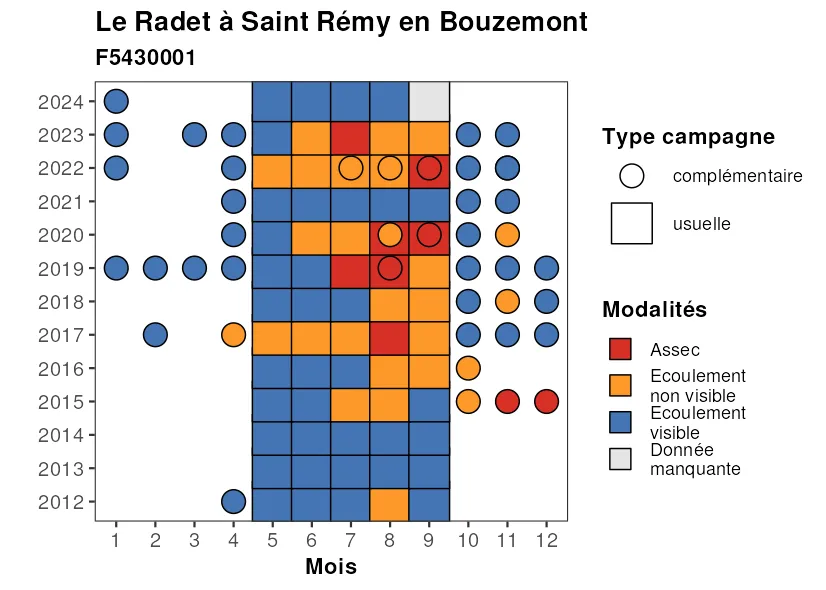 Le Radet à Saint Rémy en Bouzemont
F5430001
2024
2023
2022
2021
2020
2019
2018
2017
2016
2015
2014
2013
2012
1 2 3 4 5 6 7 8 9 10 11 12
Mois
Type campagne
complémentaire
usuelle
Modalités
Assec
Ecoulement
non visible
Ecoulement
visible
Donnée
manquante